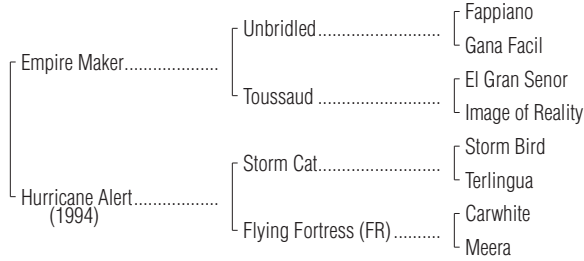 Fappiano
Unbridled
Gana Facil
Empire Maker
El Gran Senor
Toussaud
Image of Reality
Storm Bird
Storm Cat
Terlingua
Hurricane Alert
(1994)
Carwhite
Flying Fortress (FR)
Meera